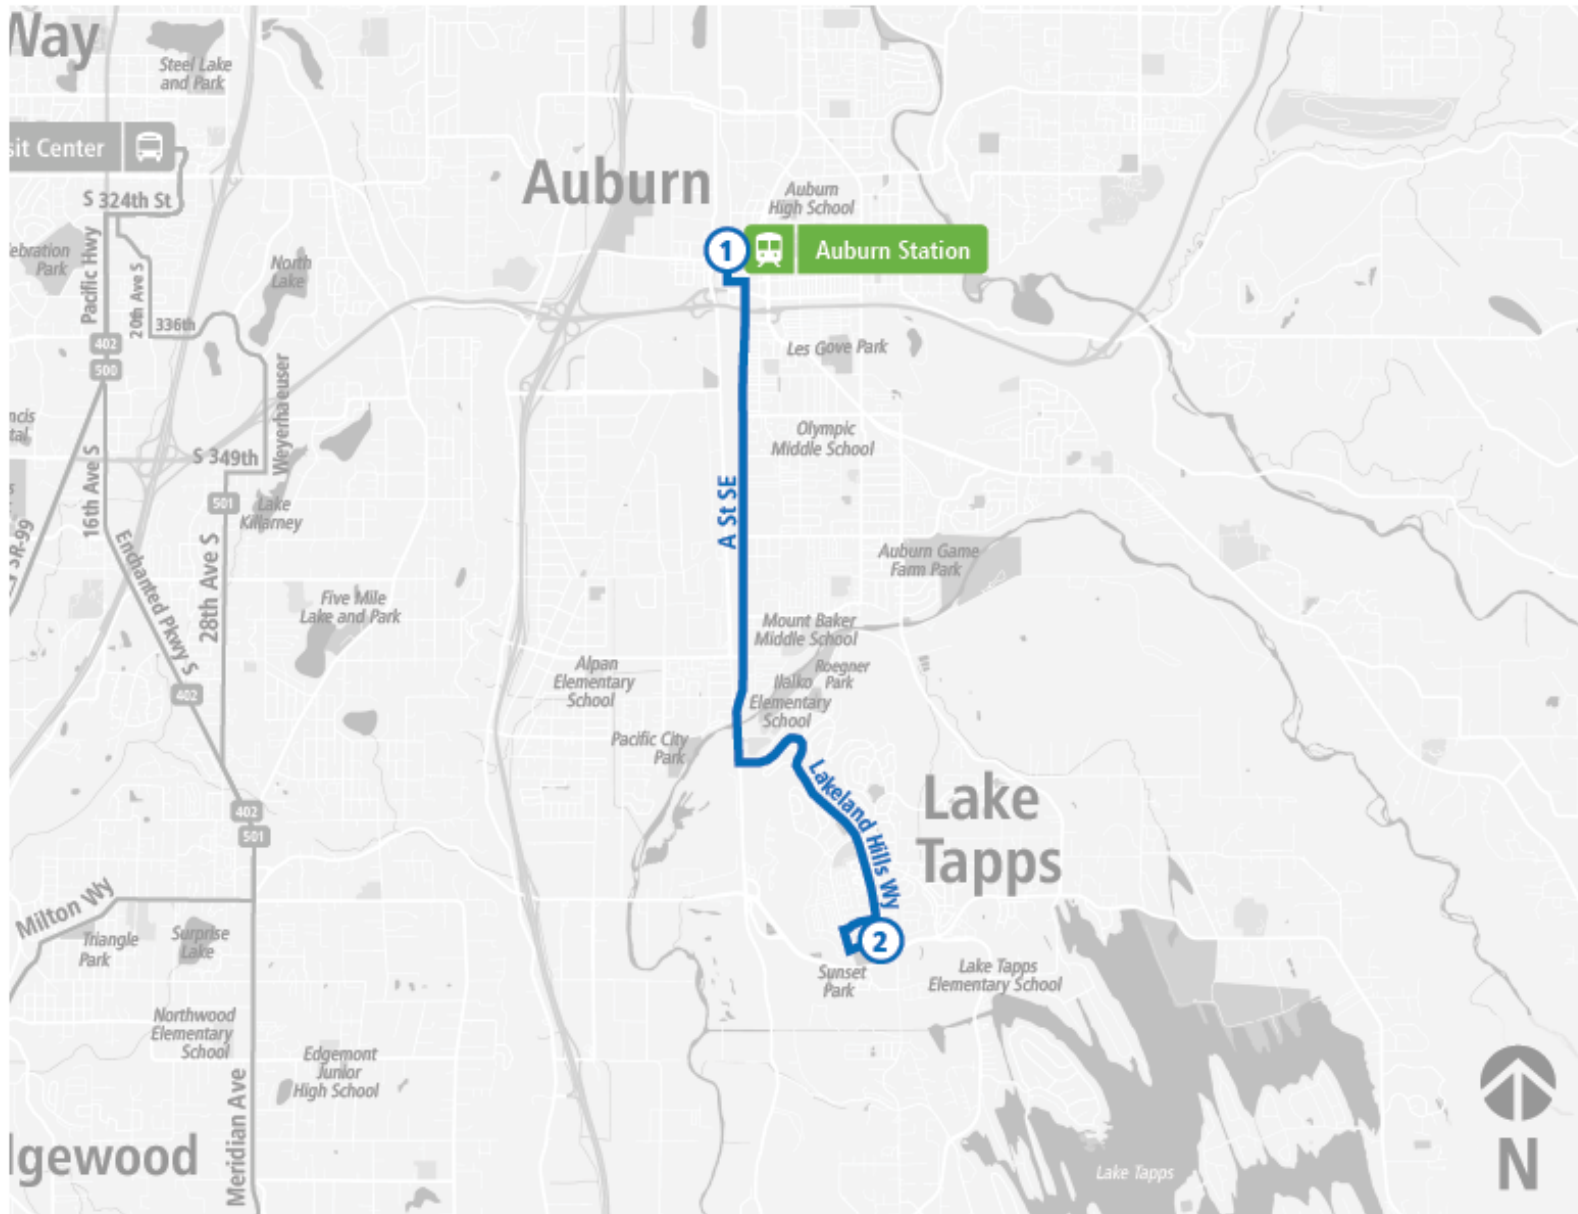 Way
Steel Lake
and Park
sit Center
S 324th St
Auburn
Auburn
High School
1
Auburn Station
ebration
Park
Pacific Hwy
20th Ave S
North
Lake
336th
402
500
Les Gove Park
Weyerhaeuser
ncis
tal
Olympic
Middle School
16th Ave S
S 349th
501
Lake
Killarney
A St SE
SR-99
Enchanted Pkwy S
28th Ave S
Auburn Game
Farm Park
Five Mile
Lake and Park
Mount Baker
Middle School
Alpan
Elementary
School
Roegner
Park
Ilalko
Elementary
School
402
Pacific City
Park
Lakeland Hills Wy
Lake
Tapps
402
501
Milton Wy
Triangle
Park
Surprise
Lake
2
Sunset
Park
Lake Tapps
Elementary School
Northwood
Elementary
School
Edgemont
Junior
High School
Meridian Ave
dgewood
Lake Tapps
N